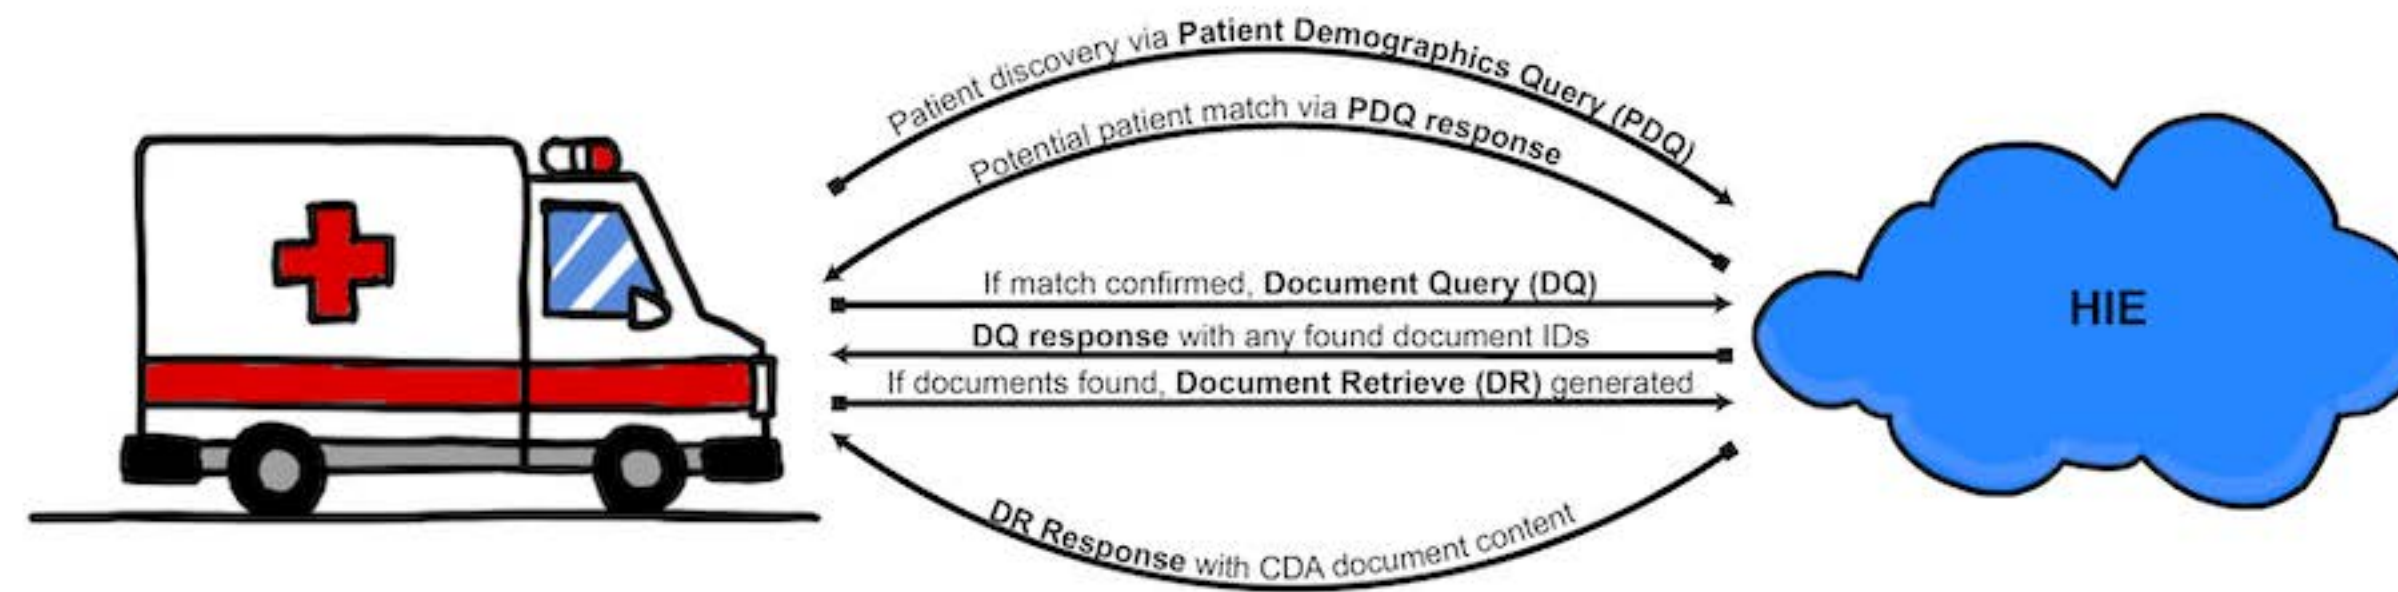 Patient discovery via Patient Demographics Query (PDQ)
Potential patient match via PDQ response
If match confirmed, Document Query (DQ)
DQ response with any found document IDs
If documents found, Document Retrieve (DR) generated
DR Response with CDA document content
HIE